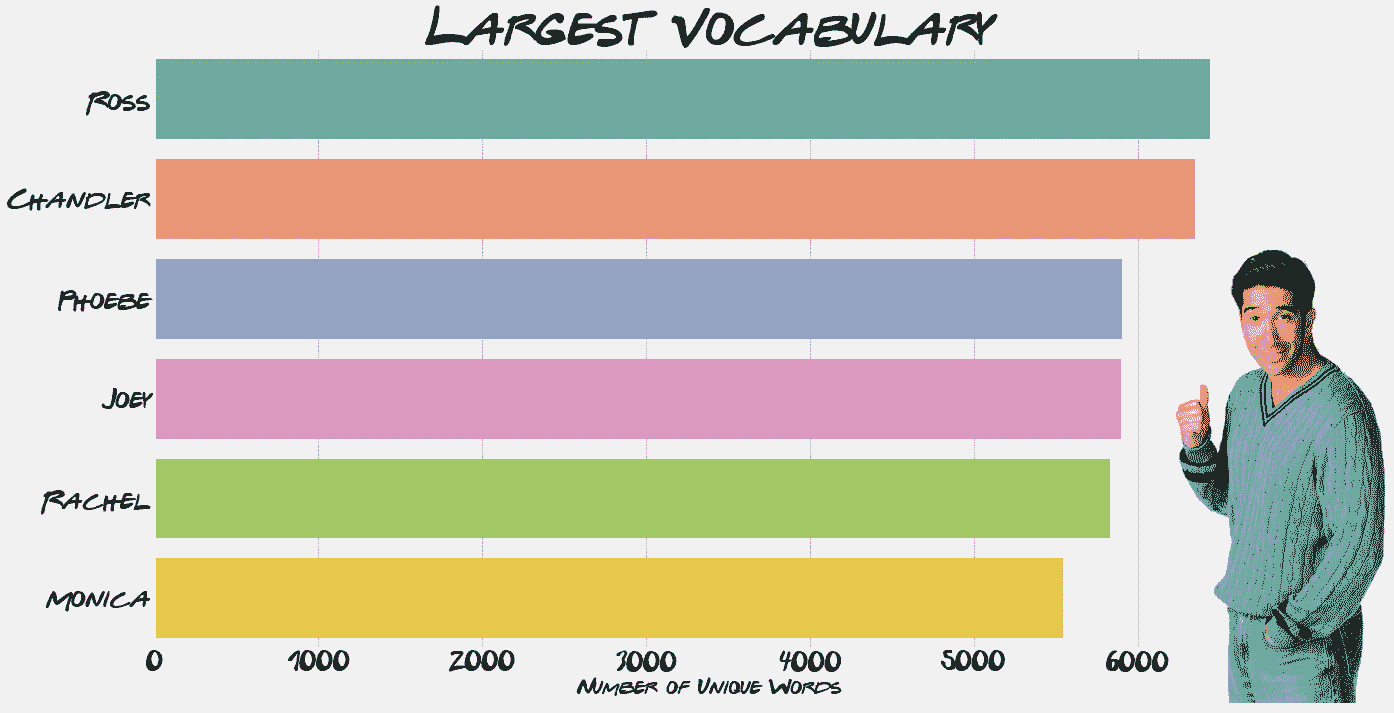 LARGEST VOCABULARY
ROSS
CHANDLER
PHOEBE
JOEY
RACHEL
MONICA
0 1000 2000 3000 4000 5000 6000
NUMBER OF UNIQUE WORDS